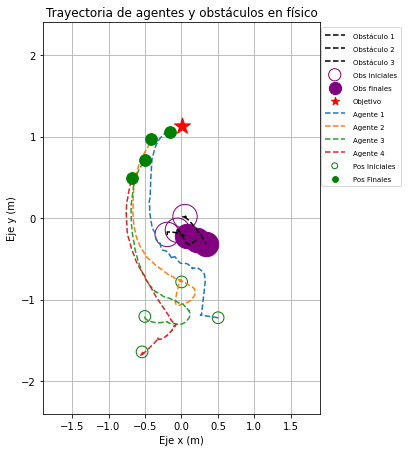 Trayectoria de agentes y obstáculos en físico
Eje y (m)
2
1
0
−1
−2
−1.5 −1.0 −0.5 0.0 0.5 1.0 1.5
Eje x (m)
Obstáculo 1
Obstáculo 2
Obstáculo 3
Obs iniciales
Obs finales
Objetivo
Agente 1
Agente 2
Agente 3
Agente 4
Pos Iniciales
Pos Finales